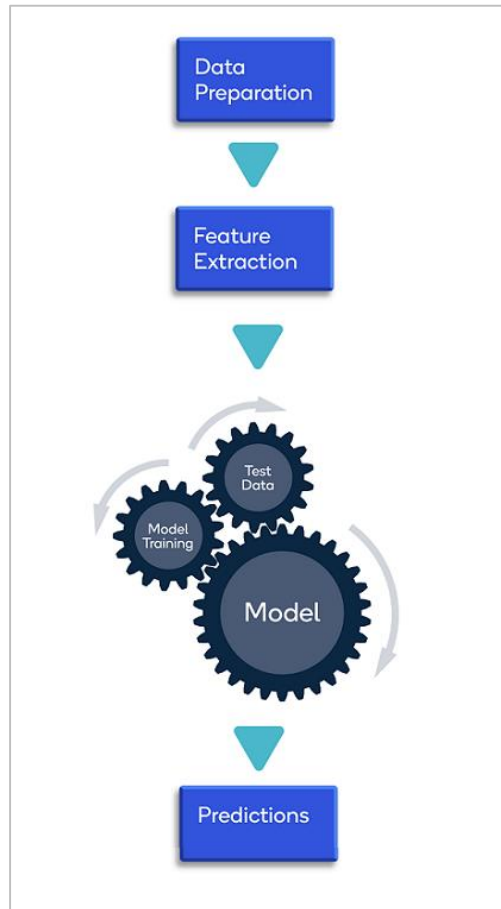 Data
Preparation
Feature
Extraction
Test
Data
Model
Training
Model
Predictions